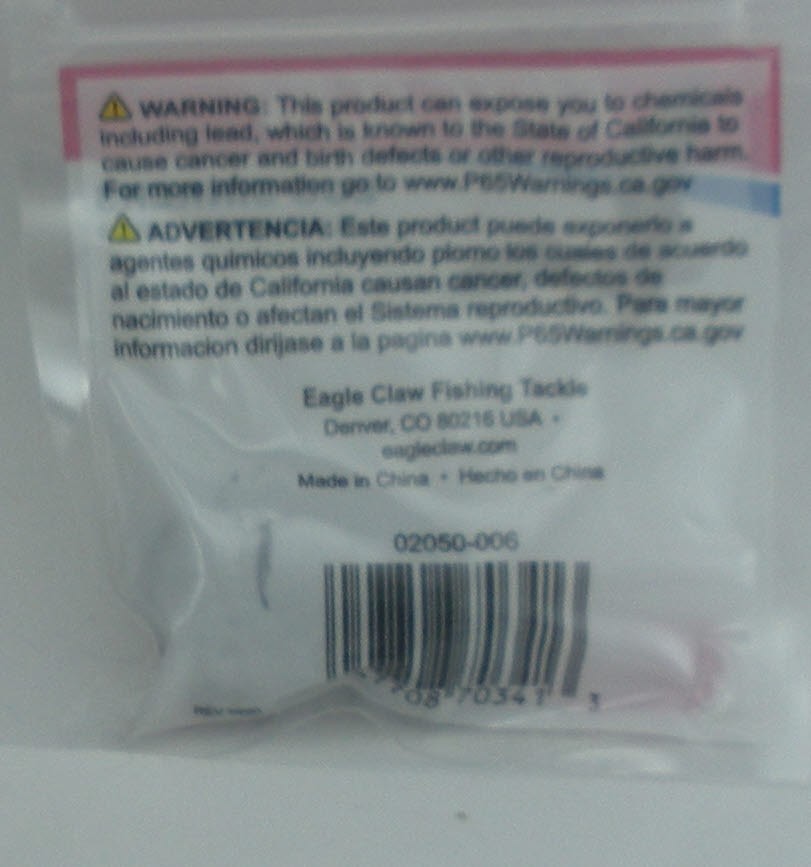 WARNING: This product can expose you to chemicals
including lead, which is known to the State of California to
cause cancer and birth defects or other reproductive harm.
For more information go to www.P65Warnings.ca.gov
ADVERTENCIA: Este producto puede exponerlo a
agentes quimicos incluyendo plomo los cuales de acuerdo
al estado de California causan cancer, defectos de
nacimiento o afectan el Sistema reproductivo. Para mayor
informacion dirijase a la pagina www.P65Warnings.ca.gov
Eagle Claw Fishing Tackle
Denver, CO 80216 USA •
eagleclaw.com
Made in China • Hecho en China
02050-006
70341 3
REV